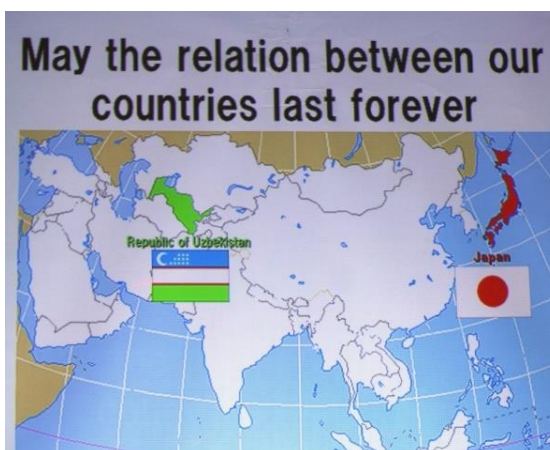 May the relation between our
countries last forever
Republic of Uzbekistan
Japan